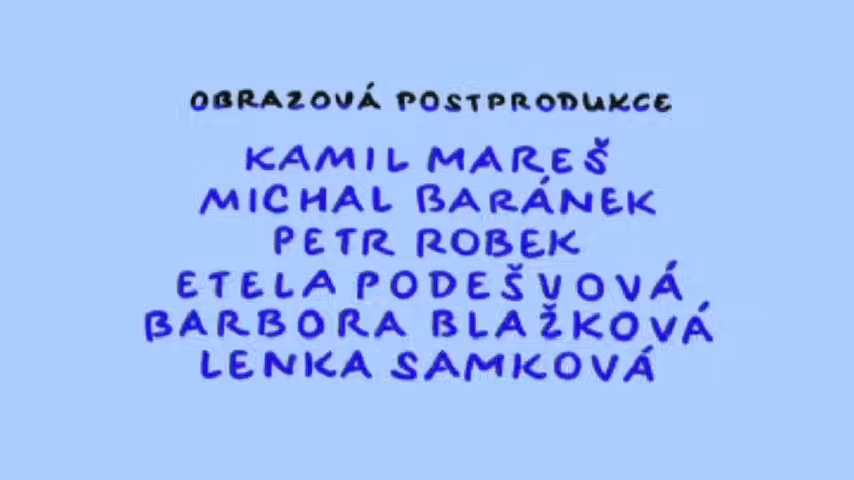 OBRAZOVÁ POSTPRODUKCE
KAMIL MAREŠ
MICHAL BARÁNEK
PETR ROBEK
ETELA PODEŠVOVÁ
BARBORA BLAŽKOVÁ
LENKA SAMKOVÁ